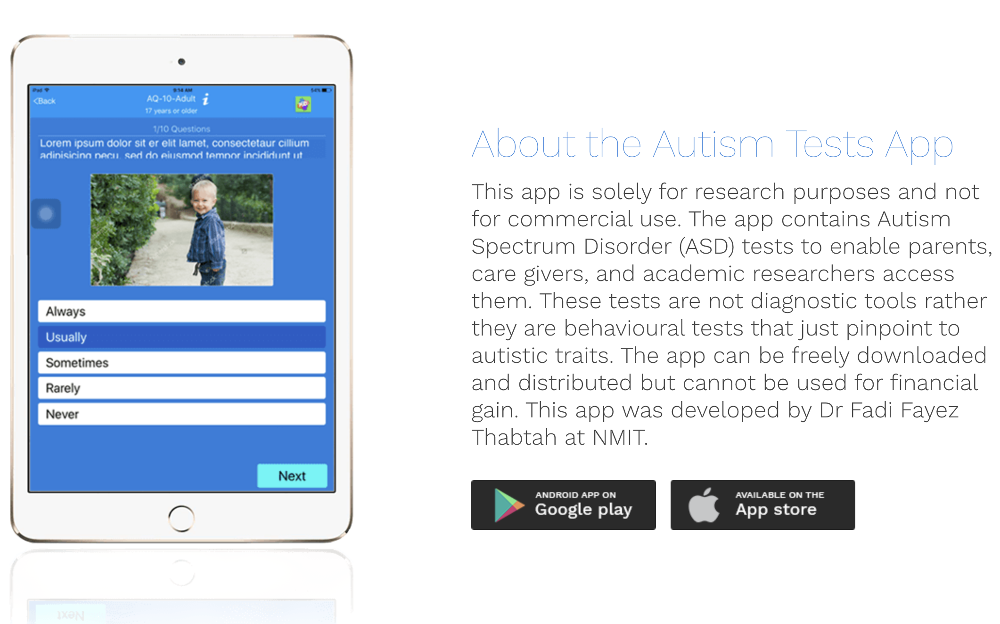 iPad
9:14 AM
54%
<Back
AQ-10-Adult
i
17 years or older
1/10 Questions
Lorem ipsum dolor sit er elit lamet, consectetaur cillium
adipisicing pecu, sed do eiusmod tempor incididunt ut
Always
Usually
Sometimes
Rarely
Never
Next
About the Autism Tests App
This app is solely for research purposes and not
for commercial use. The app contains Autism
Spectrum Disorder (ASD) tests to enable parents,
care givers, and academic researchers access
them. These tests are not diagnostic tools rather
they are behavioural tests that just pinpoint to
autistic traits. The app can be freely downloaded
and distributed but cannot be used for financial
gain. This app was developed by Dr Fadi Fayez
Thabtah at NMIT.
ANDROID APP ON
Google play
AVAILABLE ON THE
App store
Next